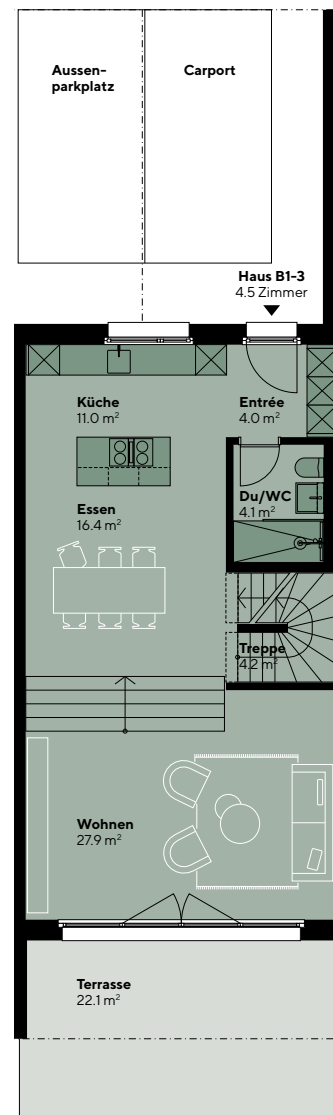 Aussen-
parkplatz
Carport
Haus B1-3
4.5 Zimmer
Küche
11.0 m²
Entrée
4.0 m²
Essen
16.4 m²
Du/WC
4.1 m²
Treppe
4.2 m²
Wohnen
27.9 m²
Terrasse
22.1 m²